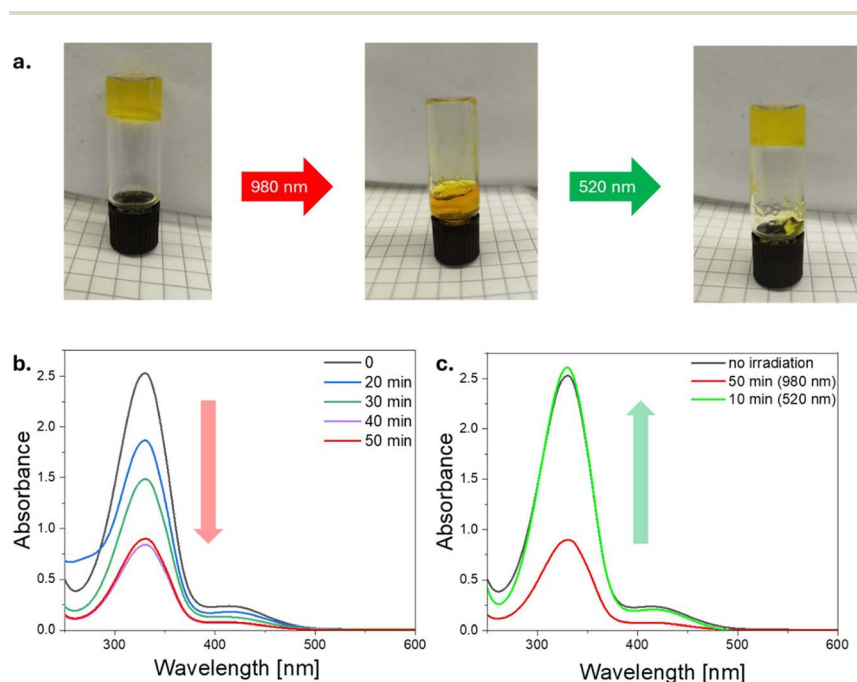 a.
980 nm
520 nm
b.
0
20 min
30 min
40 min
50 min
2.5
2.0
1.5
1.0
0.5
0.0
Absorbance
300
400
500
600
Wavelength [nm]
c.
no irradiation
50 min (980 nm)
10 min (520 nm)
2.5
2.0
1.5
1.0
0.5
0.0
Absorbance
300
400
500
600
Wavelength [nm]